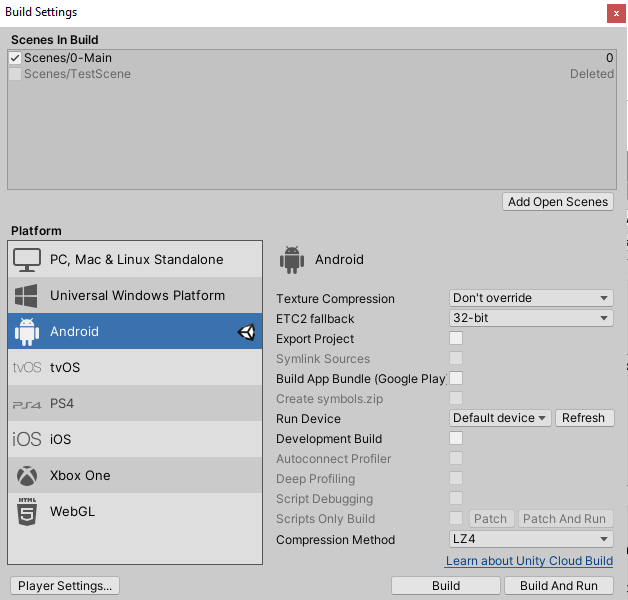 Build Settings
x
Scenes In Build
Scenes/0-Main 0
Scenes/TestScene Deleted
Add Open Scenes
Platform
PC, Mac & Linux Standalone
Universal Windows Platform
Android
tvOS tvOS
PS4 PS4
iOS iOS
Xbox One
HTML
5 WebGL
Android
Texture Compression Don't override
ETC2 fallback 32-bit
Export Project
Symlink Sources
Build App Bundle (Google Play
Create symbols.zip
Run Device Default device Refresh
Development Build
Autoconnect Profiler
Deep Profiling
Script Debugging
Scripts Only Build Patch Patch And Run
Compression Method LZ4
Learn about Unity Cloud Build
Player Settings... Build Build And Run